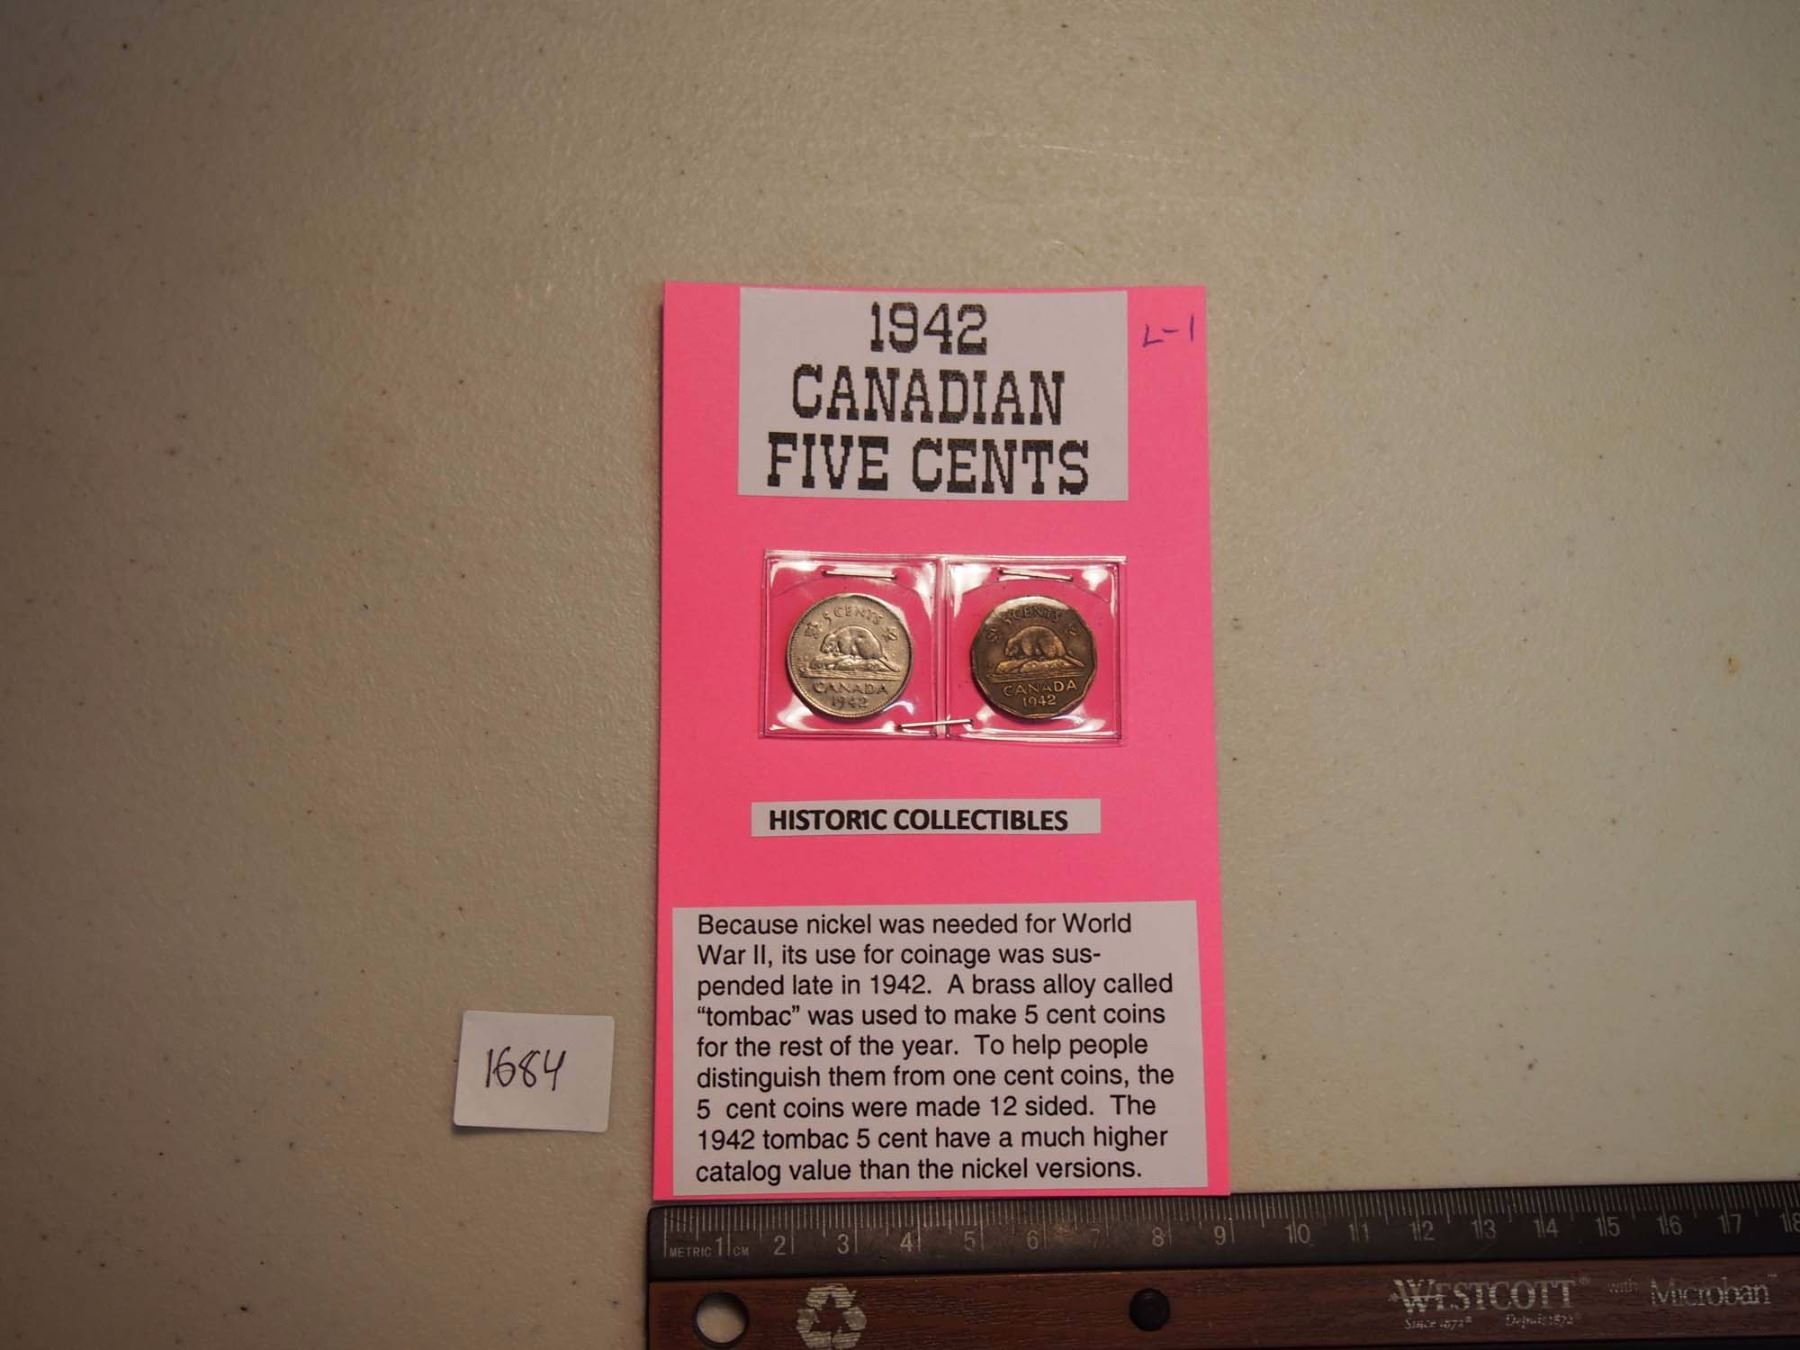 1942
CANADIAN
FIVE CENTS
L-1
5 CENTS
CANADA
1942
5 CENTS
CANADA
1942
HISTORIC COLLECTIBLES
Because nickel was needed for World
War II, its use for coinage was sus-
pended late in 1942.  A brass alloy called
“tombac” was used to make 5 cent coins
for the rest of the year.  To help people
distinguish them from one cent coins, the
5  cent coins were made 12 sided.  The
1942 tombac 5 cent have a much higher
catalog value than the nickel versions.
1684
METRIC 1 CM 2 3 4 5 6 7 8 9 10 11 12 13 14 15 16 17 18
WESTCOTT® with Microban™
Since 1872® Depuis 1872